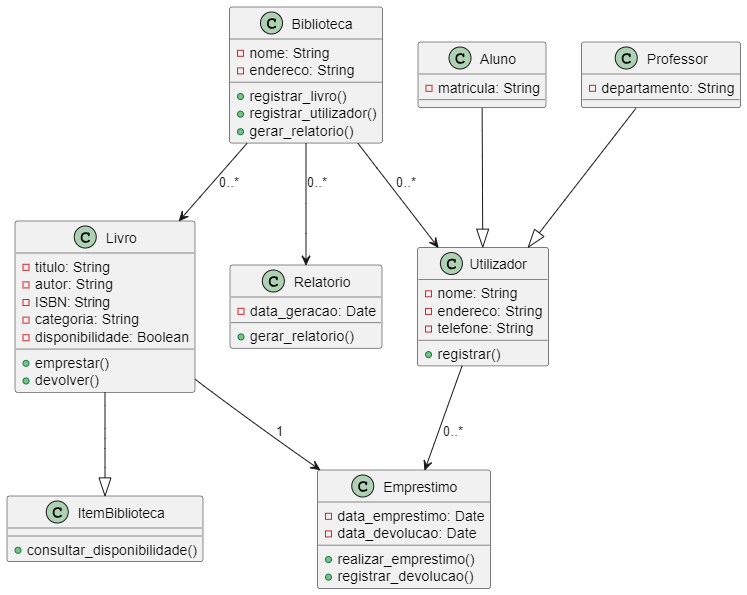 C Biblioteca
nome: String
endereco: String
registrar_livro()
registrar_utilizador()
gerar_relatorio()
C Aluno
matricula: String
C Professor
departamento: String
0..*
0..*
0..*
C Livro
titulo: String
autor: String
ISBN: String
categoria: String
disponibilidade: Boolean
emprestar()
devolver()
C Relatorio
data_geracao: Date
gerar_relatorio()
C Utilizador
nome: String
endereco: String
telefone: String
registrar()
1
0..*
C ItemBiblioteca
consultar_disponibilidade()
C Emprestimo
data_emprestimo: Date
data_devolucao: Date
realizar_emprestimo()
registrar_devolucao()